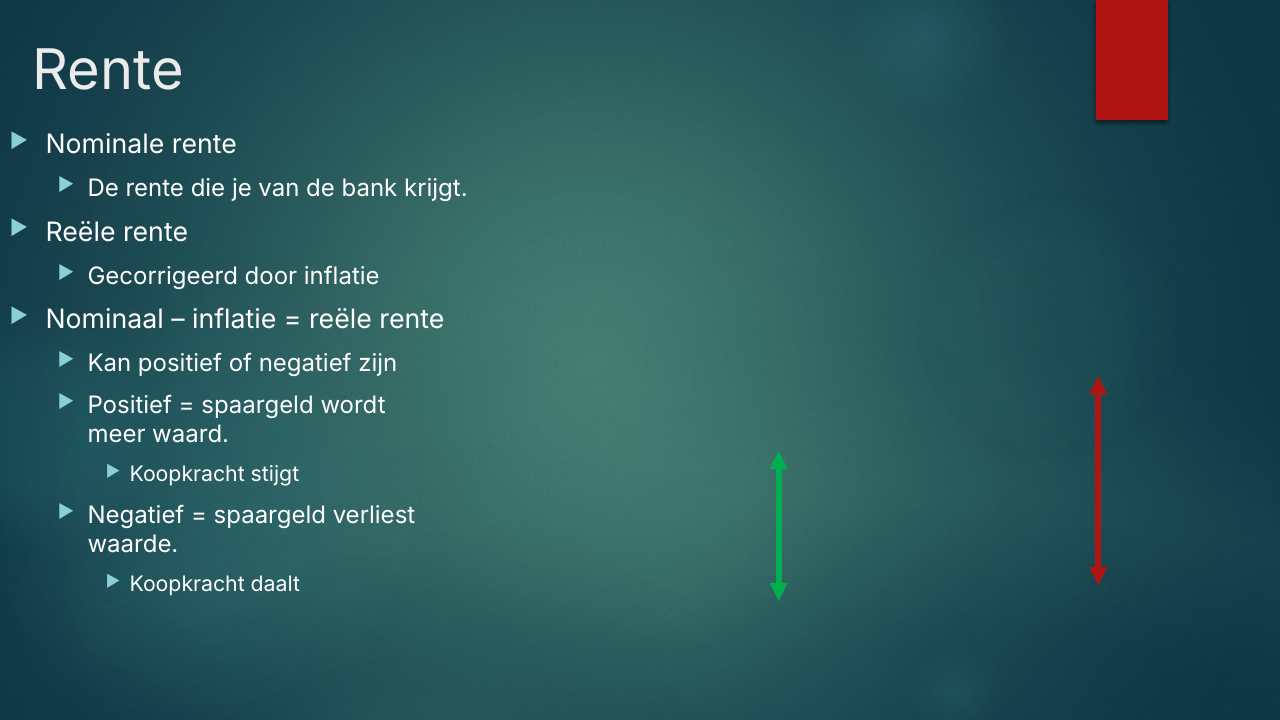 Rente
Nominale rente
De rente die je van de bank krijgt.
Reële rente
Gecorrigeerd door inflatie
Nominaal – inflatie = reële rente
Kan positief of negatief zijn
Positief = spaargeld wordt
meer waard.
Koopkracht stijgt
Negatief = spaargeld verliest
waarde.
Koopkracht daalt